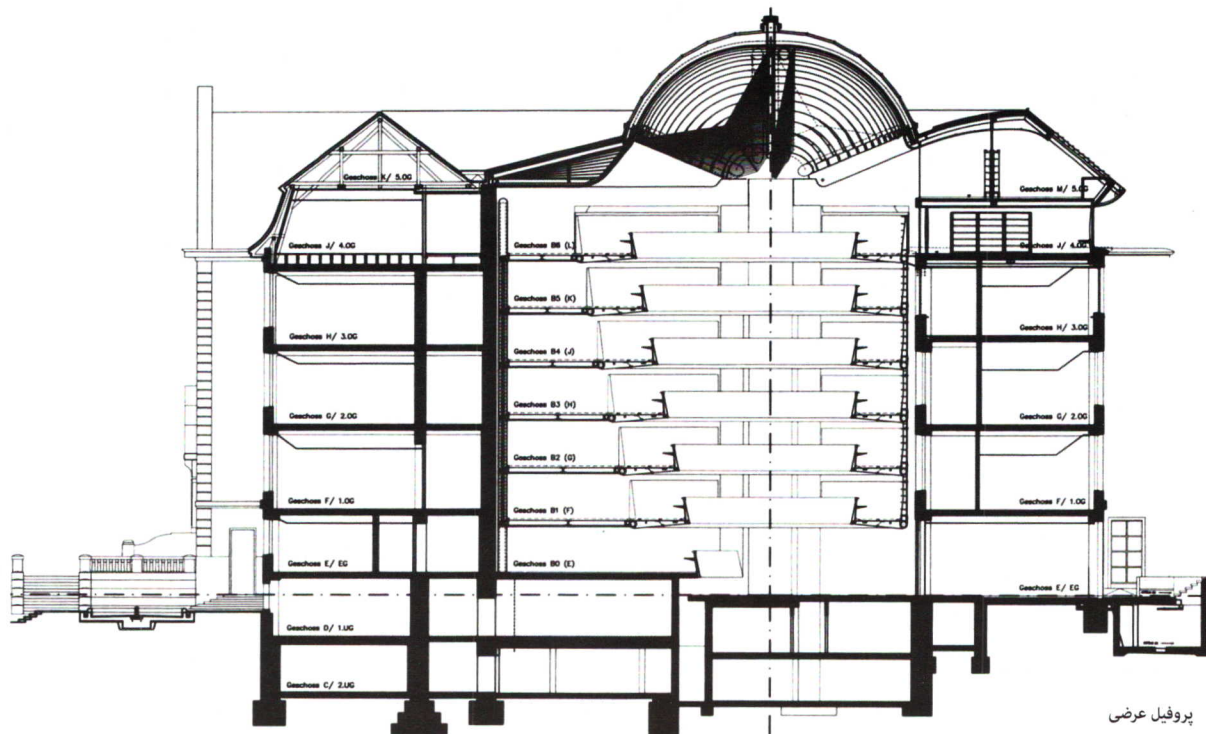 Geschoss K/ 5.OG
Geschoss M/ 5.OG
Geschoss J/ 4.OG
Geschoss B6 (L)
Geschoss J/ 4.OG
Geschoss B5 (K)
Geschoss H/ 3.OG
Geschoss H/ 3.OG
Geschoss B4 (J)
Geschoss G/ 2.OG
Geschoss B3 (H)
Geschoss G/ 2.OG
Geschoss B2 (G)
Geschoss F/ 1.OG
Geschoss B1 (F)
Geschoss F/ 1.OG
Geschoss E/ EG
Geschoss B0 (E)
Geschoss E/ EG
Geschoss D/ 1.UG
Geschoss C/ 2.UG
پروفیل عرضی